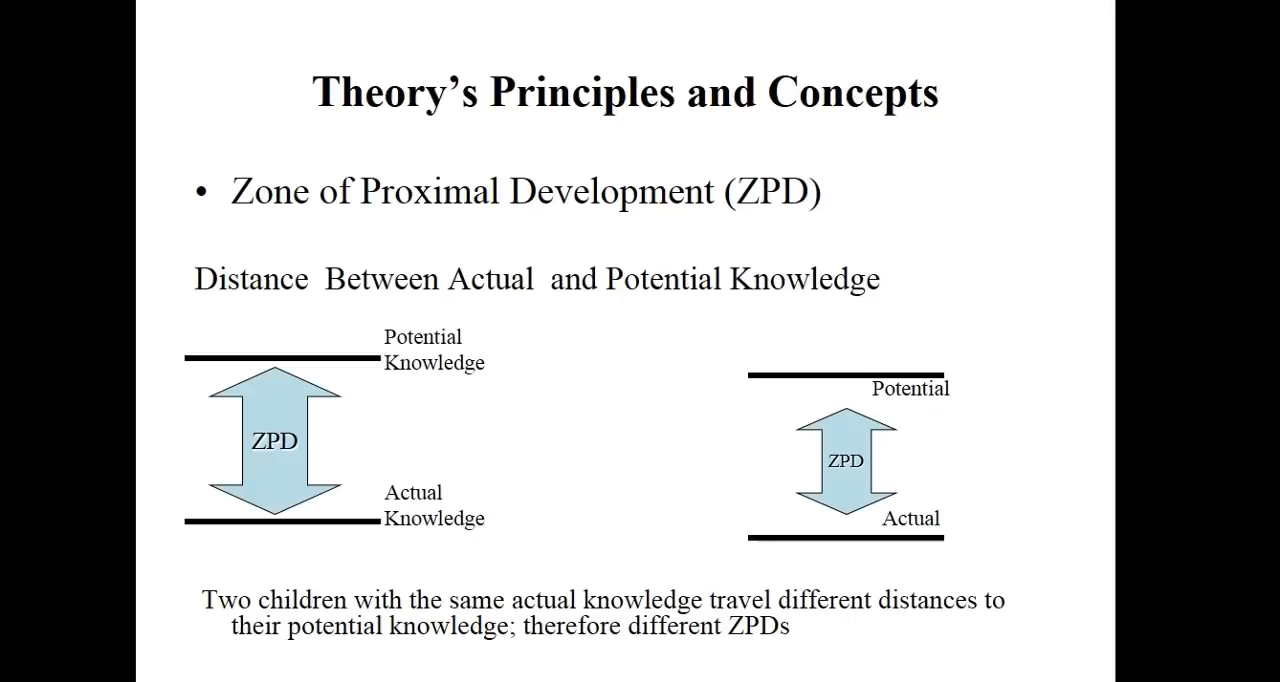 Theory’s Principles and Concepts
• Zone of Proximal Development (ZPD)
Distance Between Actual and Potential Knowledge
Potential
Knowledge
ZPD
Actual
Knowledge
Potential
ZPD
Actual
Two children with the same actual knowledge travel different distances to
their potential knowledge; therefore different ZPDs